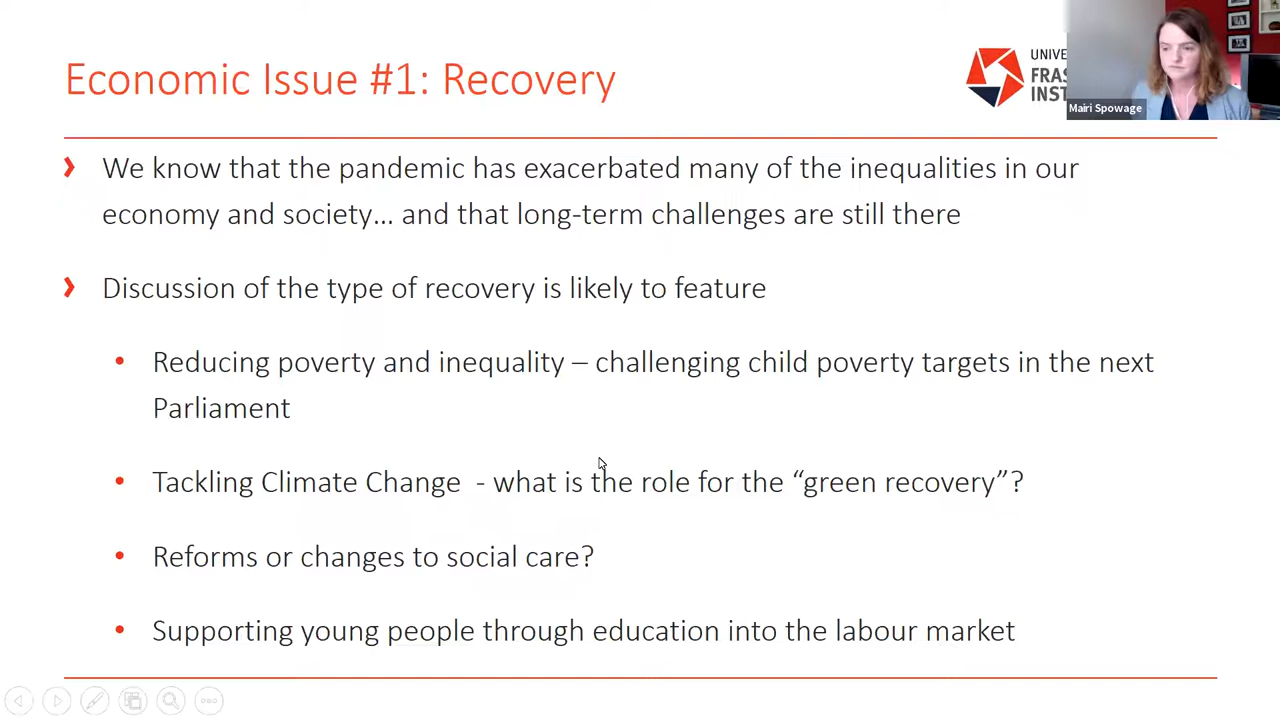 Economic Issue #1: Recovery
UNIVE
FRAS
INST
Mairi Spowage
We know that the pandemic has exacerbated many of the inequalities in our
economy and society... and that long-term challenges are still there
Discussion of the type of recovery is likely to feature
Reducing poverty and inequality – challenging child poverty targets in the next
Parliament
Tackling Climate Change - what is the role for the “green recovery”?
Reforms or changes to social care?
Supporting young people through education into the labour market